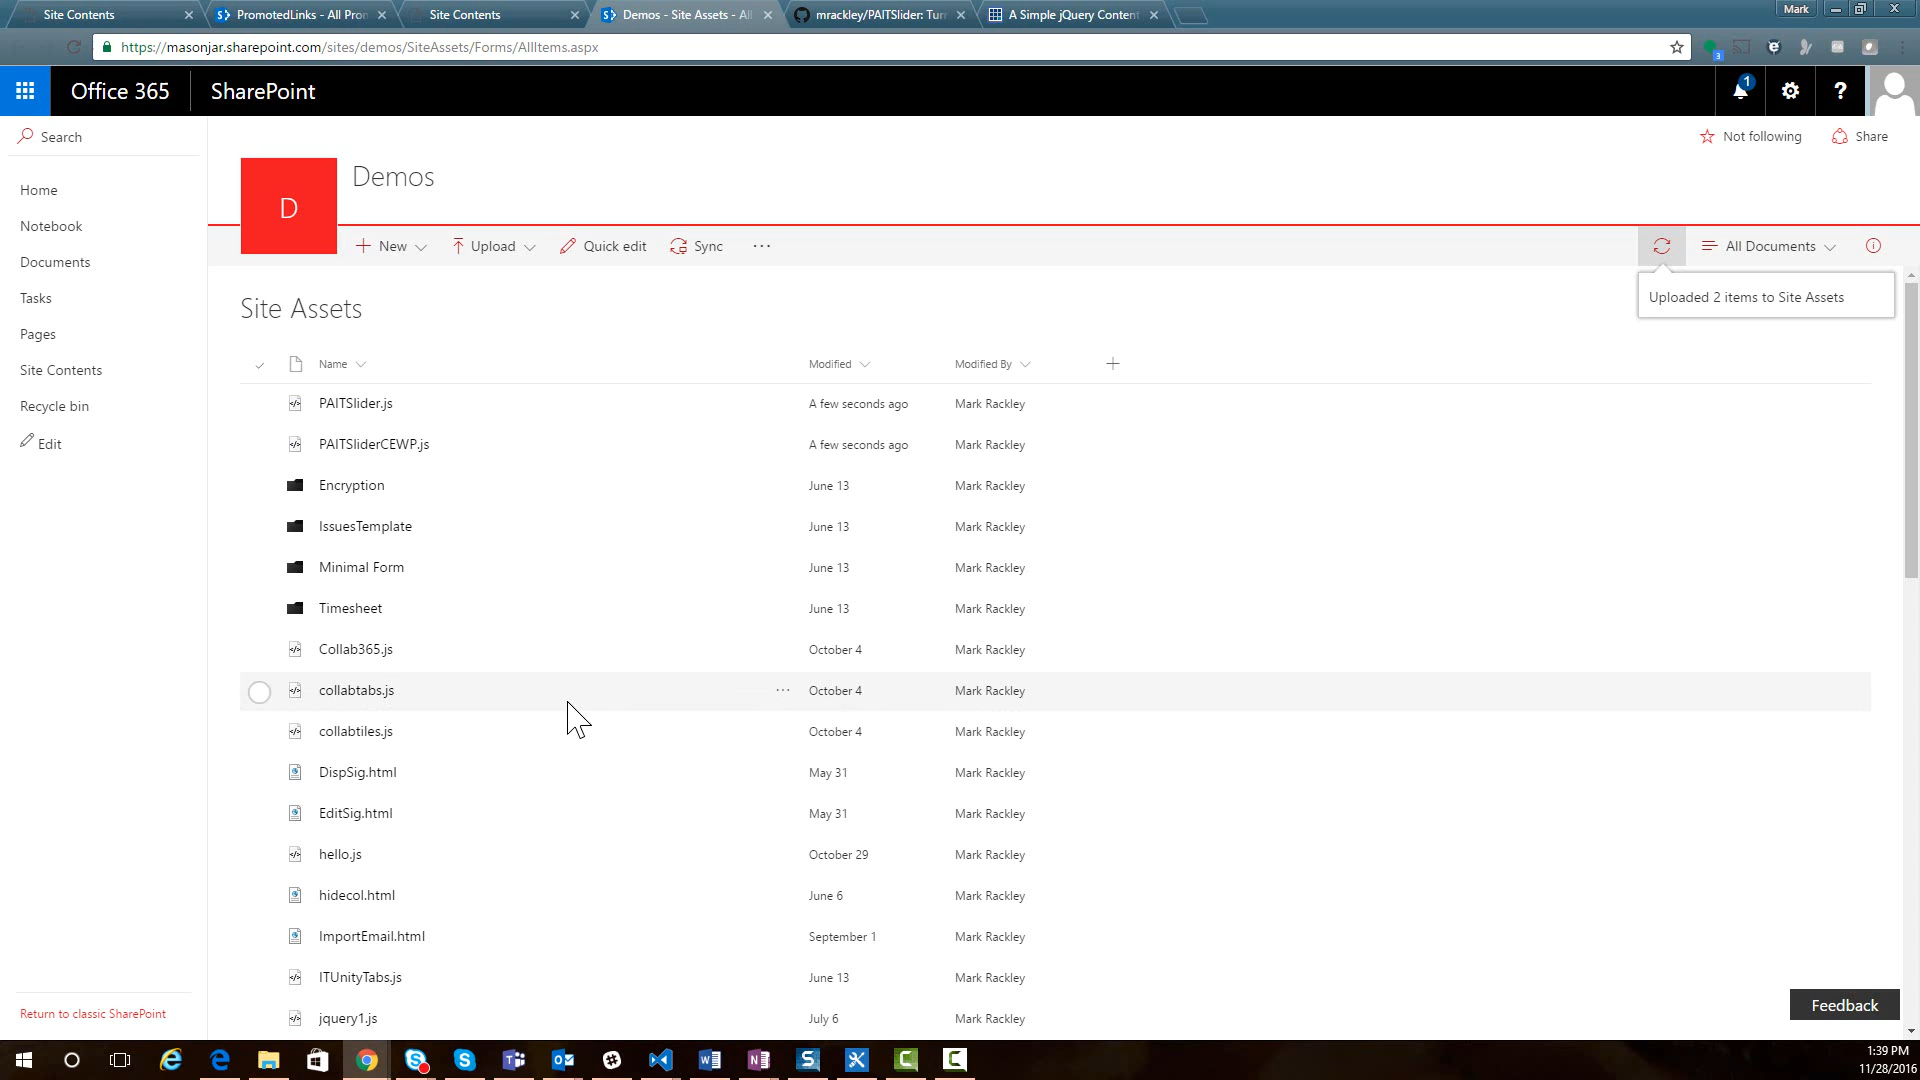 Site Contents
PromotedLinks - All Pro
Site Contents
Demos - Site Assets - All
mrackley/PAITSlider: Tur
A Simple jQuery Content
Mark
https://masonjar.sharepoint.com/sites/demos/SiteAssets/Forms/AllItems.aspx
3
Office 365
SharePoint
1
?
Search
Not following
Share
D
Demos
New
Upload
Quick edit
Sync
...
All Documents
Uploaded 2 items to Site Assets
Home
Notebook
Documents
Tasks
Pages
Site Contents
Recycle bin
Edit
Site Assets
Name
Modified
Modified By
PAITSlider.js A few seconds ago Mark Rackley
PAITSliderCEWP.js A few seconds ago Mark Rackley
Encryption June 13 Mark Rackley
IssuesTemplate June 13 Mark Rackley
Minimal Form June 13 Mark Rackley
Timesheet June 13 Mark Rackley
Collab365.js October 4 Mark Rackley
collabtabs.js ... October 4 Mark Rackley
collabtiles.js October 4 Mark Rackley
DispSig.html May 31 Mark Rackley
EditSig.html May 31 Mark Rackley
hello.js October 29 Mark Rackley
hidecol.html June 6 Mark Rackley
ImportEmail.html September 1 Mark Rackley
ITUnityTabs.js June 13 Mark Rackley
jquery1.js July 6 Mark Rackley
Return to classic SharePoint
Feedback
1:39 PM
11/28/2016